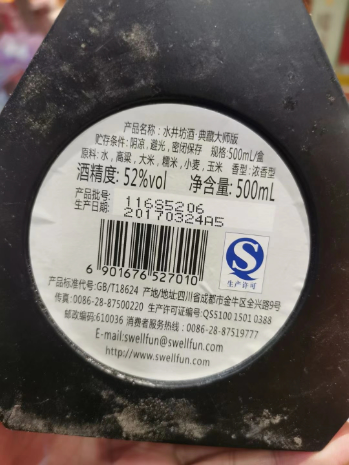 产品名称:水井坊酒·典藏大师版
贮存条件:阴凉,避光,密闭保存 规格:500mL/盒
原料:水,高粱,大米,糯米,小麦,玉米 香型:浓香型
酒精度:52%vol 净含量:500mL
产品批号: 11685206
生产日期: 20170324A5
6 901676 527010
QS
生产许可
产品标准代号:GB/T18624 产地/地址:四川省成都市金牛区全兴路9号
传真:0086-28-87500220 生产许可证编号:QS5100 1501 0388
邮政编码:610036 消费者服务热线:0086-28-87519777
E-mail:swellfun@swellfun.com
http://www.swellfun.com